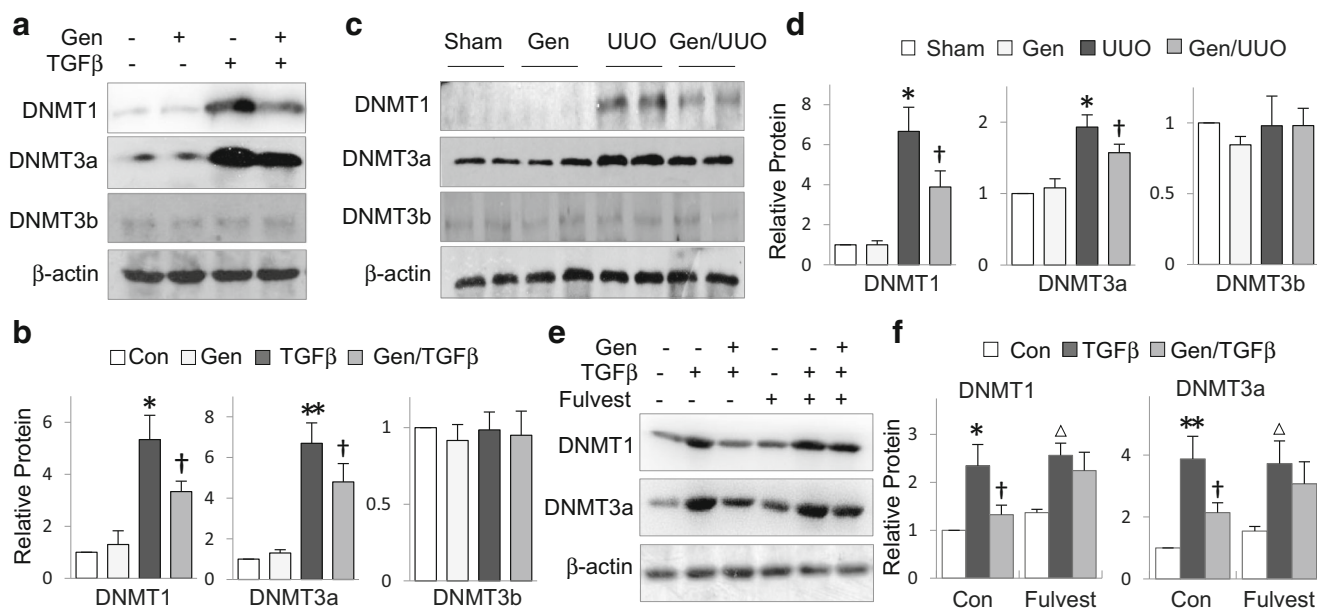 a
Gen - + - +
TGFβ - - + +
DNMT1
DNMT3a
DNMT3b
β-actin
b
Con Gen TGFβ Gen/TGFβ
Relative Protein
6
4
2
0
*
†
DNMT1
8
6
4
2
0
**
†
DNMT3a
1
0.5
0
DNMT3b
c
Sham Gen UUO Gen/UUO
DNMT1
DNMT3a
DNMT3b
β-actin
d
Sham Gen UUO Gen/UUO
Relative Protein
8
6
4
2
0
*
†
DNMT1
2
1
0
*
†
DNMT3a
1
0.5
0
DNMT3b
e
Gen - - + - - +
TGFβ - + + - + +
Fulvest - - - + + +
DNMT1
DNMT3a
β-actin
f
Con TGFβ Gen/TGFβ
DNMT1
Relative Protein
3
2
1
0
*
†
△
Con Fulvest
DNMT3a
4
2
0
**
†
△
Con Fulvest